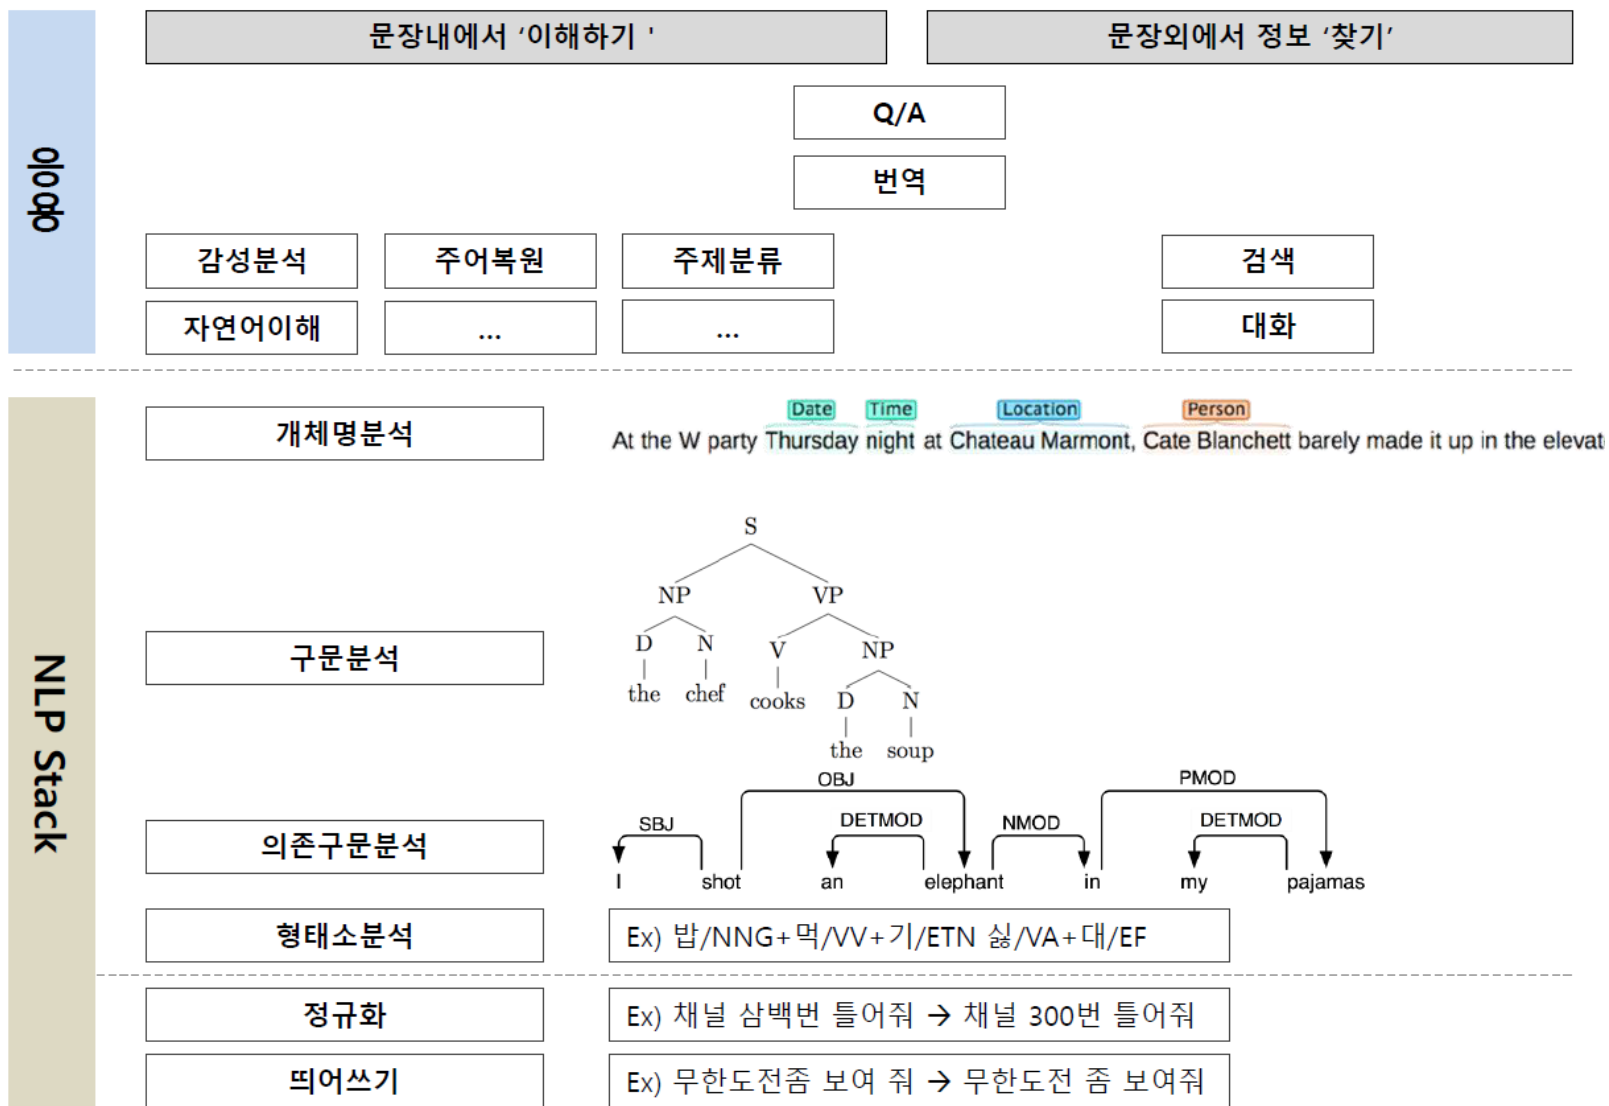 문장내에서 ‘이해하기 '
문장외에서 정보 ‘찾기’
응용
Q/A
번역
감성분석
주어복원
주제분류
검색
자연어이해
...
...
대화
NLP Stack
개체명분석
Date Time Location Person
At the W party Thursday night at Chateau Marmont, Cate Blanchett barely made it up in the elevat
구문분석
S
NP VP
D N V NP
the chef cooks D N
the soup
의존구문분석
OBJ PMOD
SBJ DETMOD NMOD DETMOD
I shot an elephant in my pajamas
형태소분석
Ex) 밥/NNG+먹/VV+기/ETN 싫/VA+대/EF
정규화
Ex) 채널 삼백번 틀어줘 → 채널 300번 틀어줘
띄어쓰기
Ex) 무한도전좀 보여 줘 → 무한도전 좀 보여줘